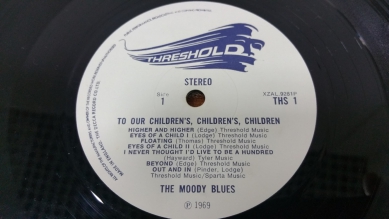 THRESHOLD
STEREO
Side
1
XZAL.9281P
THS 1
TO OUR CHILDREN'S, CHILDREN'S, CHILDREN
HIGHER AND HIGHER (Edge) Threshold Music
EYES OF A CHILD I (Lodge) Threshold Music
FLOATING (Thomas) Threshold Music
EYES OF A CHILD II (Lodge) Threshold Music
I NEVER THOUGHT I'D LIVE TO BE A HUNDRED
(Hayward) Tyler Music
BEYOND (Edge) Threshold Music
OUT AND IN (Pinder, Lodge)
Threshold Music/Sparta Music
THE MOODY BLUES
Ⓟ 1969